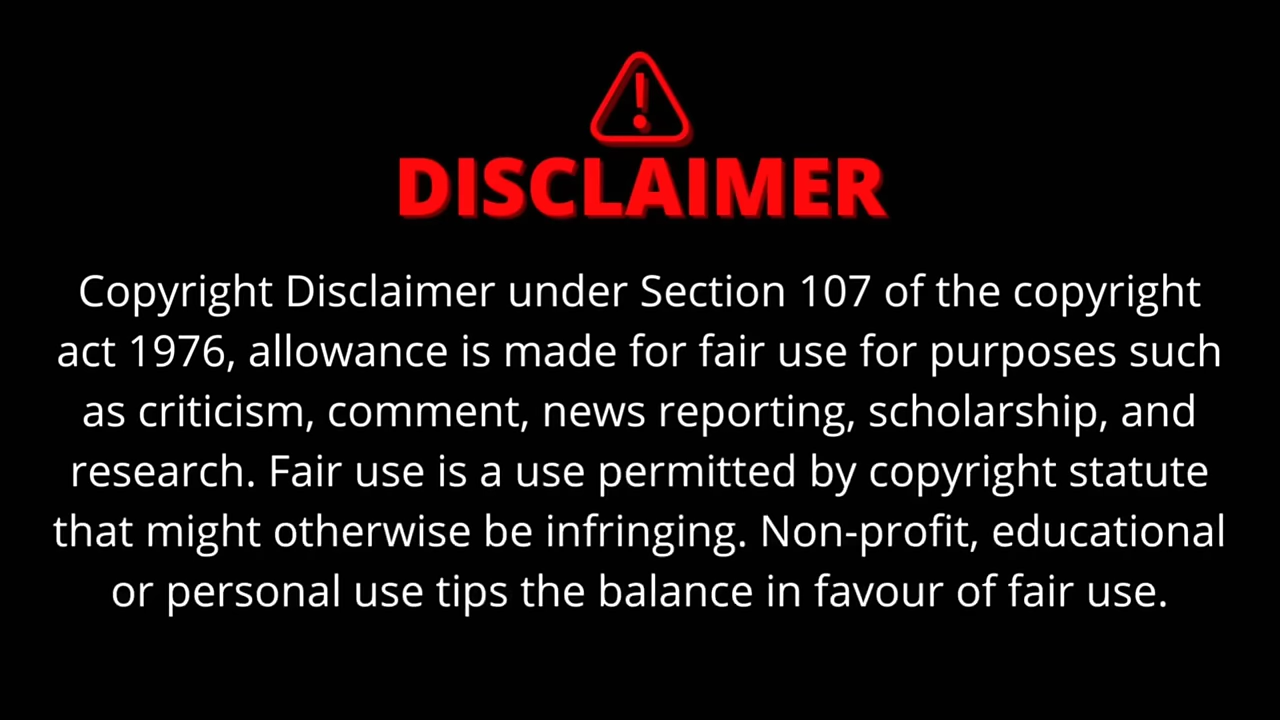 DISCLAIMER
Copyright Disclaimer under Section 107 of the copyright
act 1976, allowance is made for fair use for purposes such
as criticism, comment, news reporting, scholarship, and
research. Fair use is a use permitted by copyright statute
that might otherwise be infringing. Non-profit, educational
or personal use tips the balance in favour of fair use.